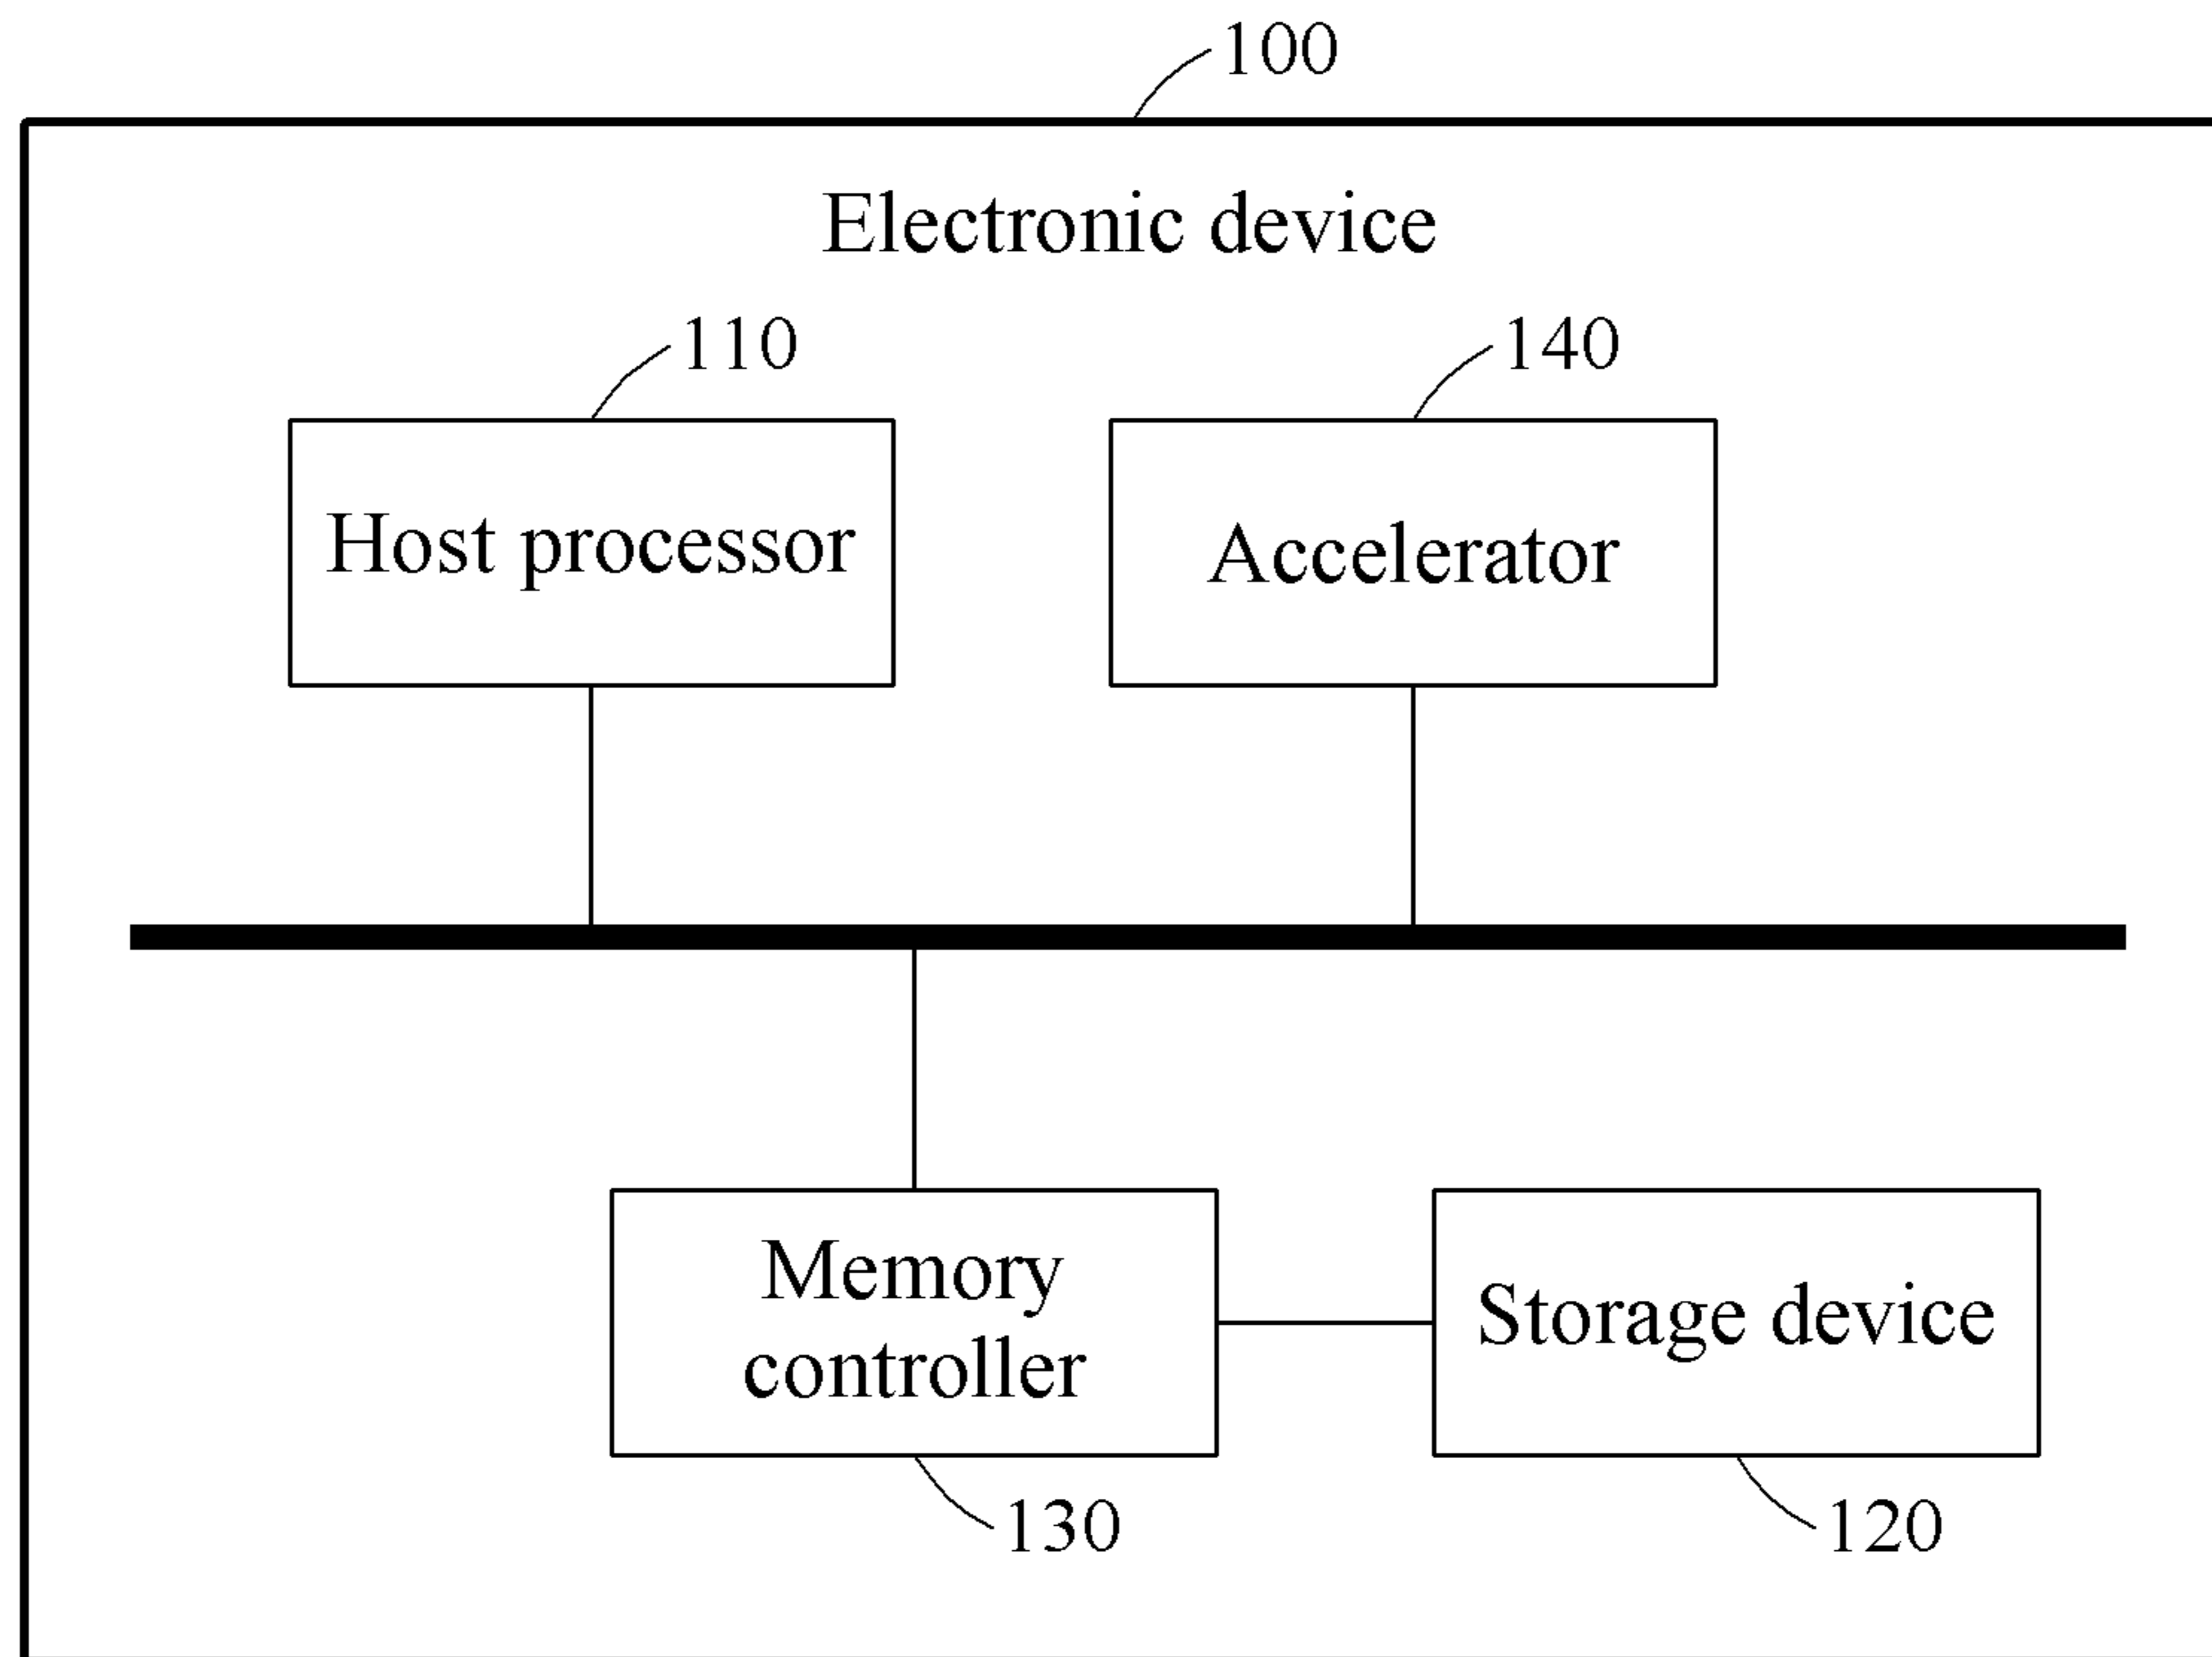 100
Electronic device
110
140
Host processor
Accelerator
Memory
controller
Storage device
130
120